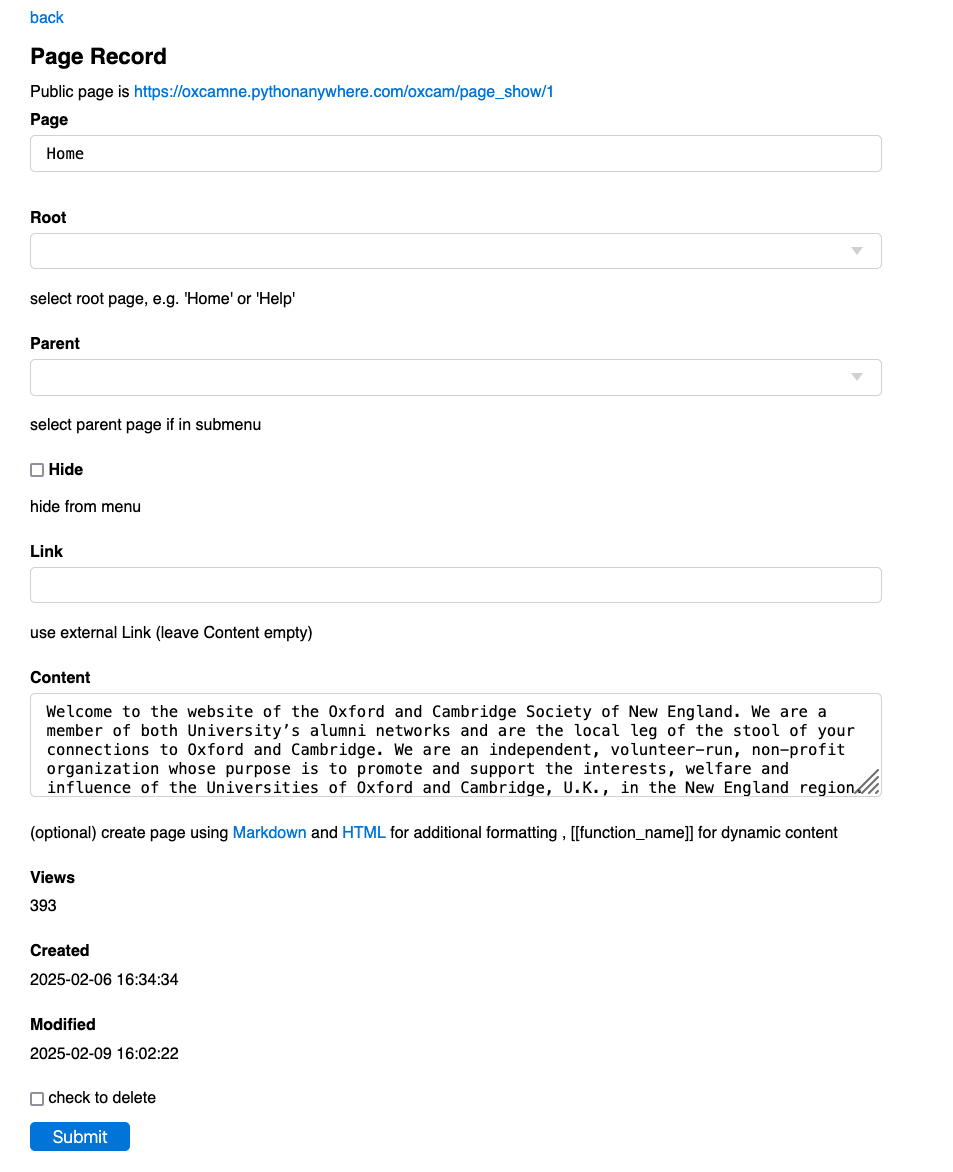 back
Page Record
Public page is https://oxcamne.pythonanywhere.com/oxcam/page_show/1
Page
Home
Root
select root page, e.g. 'Home' or 'Help'
Parent
select parent page if in submenu
Hide
hide from menu
Link
use external Link (leave Content empty)
Content
Welcome to the website of the Oxford and Cambridge Society of New England. We are a
member of both University’s alumni networks and are the local leg of the stool of your
connections to Oxford and Cambridge. We are an independent, volunteer-run, non-profit
organization whose purpose is to promote and support the interests, welfare and
influence of the Universities of Oxford and Cambridge, U.K., in the New England region.
(optional) create page using Markdown and HTML for additional formatting , [[function_name]] for dynamic content
Views
393
Created
2025-02-06 16:34:34
Modified
2025-02-09 16:02:22
check to delete
Submit